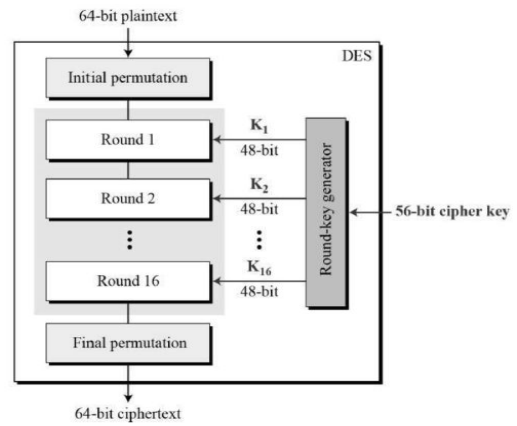 64-bit plaintext
DES
Initial permutation
Round 1
K1
48-bit
Round 2
K2
48-bit
Round-key generator
56-bit cipher key
Round 16
K16
48-bit
Final permutation
64-bit ciphertext